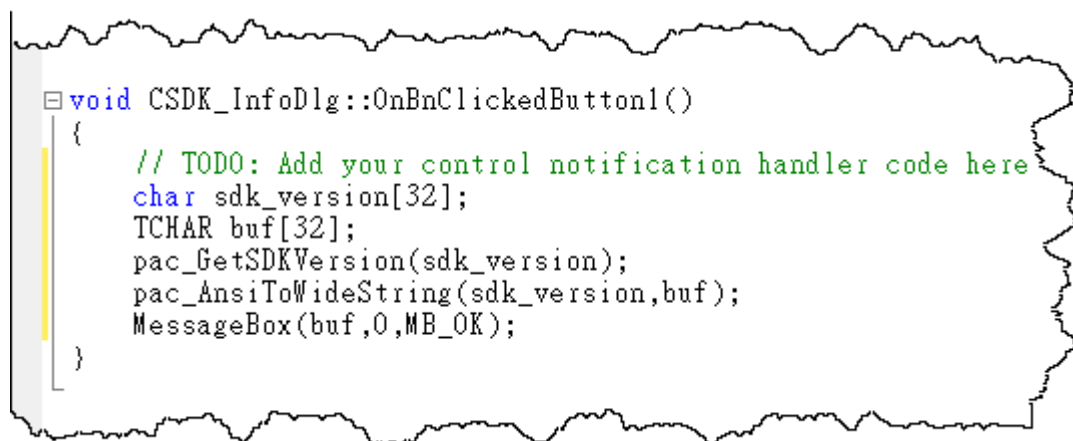 void CSDK_InfoDlg::OnBnClickedButton1()
{
// TODO: Add your control notification handler code here
char sdk_version[32];
TCHAR buf[32];
pac_GetSDKVersion(sdk_version);
pac_AnsiToWideString(sdk_version,buf);
MessageBox(buf,0,MB_OK);
}